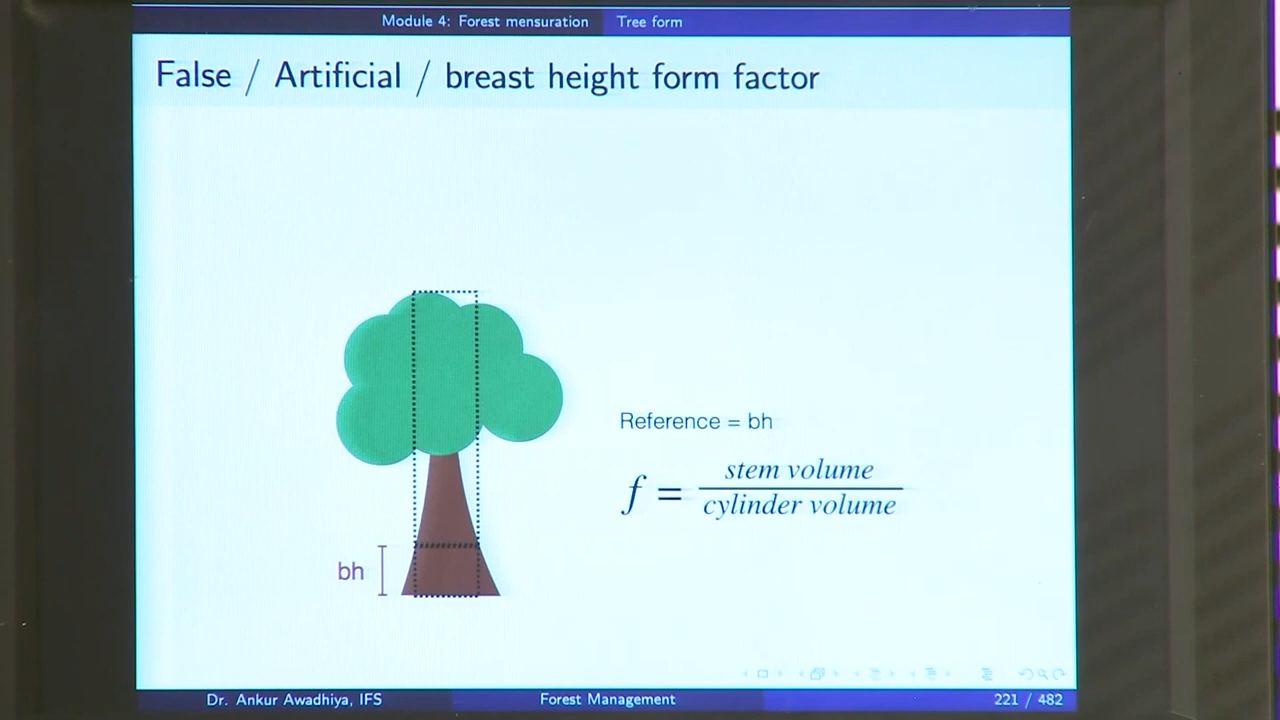 Module 4: Forest mensuration Tree form
False / Artificial / breast height form factor
Reference = bh
f = stem volume / cylinder volume
bh
Dr. Ankur Awadhiya, IFS Forest Management 221 / 482